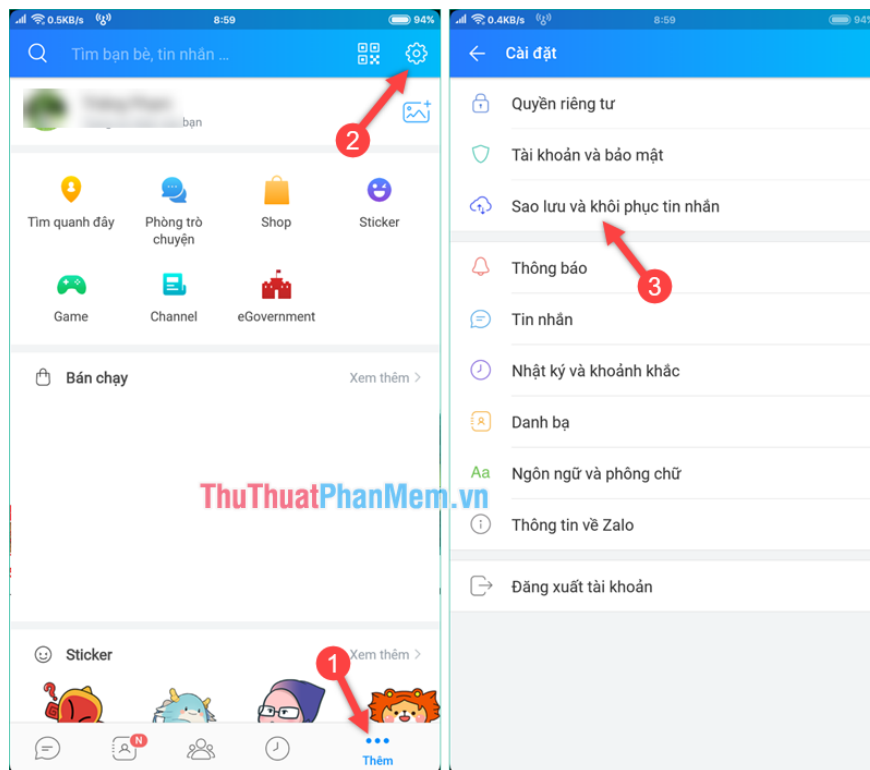 0.5KB/s 8:59 94%
Tìm bạn bè, tin nhắn ...
2
bạn
Tìm quanh đây
Phòng trò chuyện
Shop
Sticker
Game
Channel
eGovernment
Bán chạy
Xem thêm >
Sticker
Xem thêm >
1
N
Thêm
0.4KB/s 8:59 94%
Cài đặt
Quyền riêng tư
Tài khoản và bảo mật
Sao lưu và khôi phục tin nhắn
3
Thông báo
Tin nhắn
Nhật ký và khoảnh khắc
Danh bạ
Aa Ngôn ngữ và phông chữ
Thông tin về Zalo
Đăng xuất tài khoản
ThuThuatPhanMem.vn